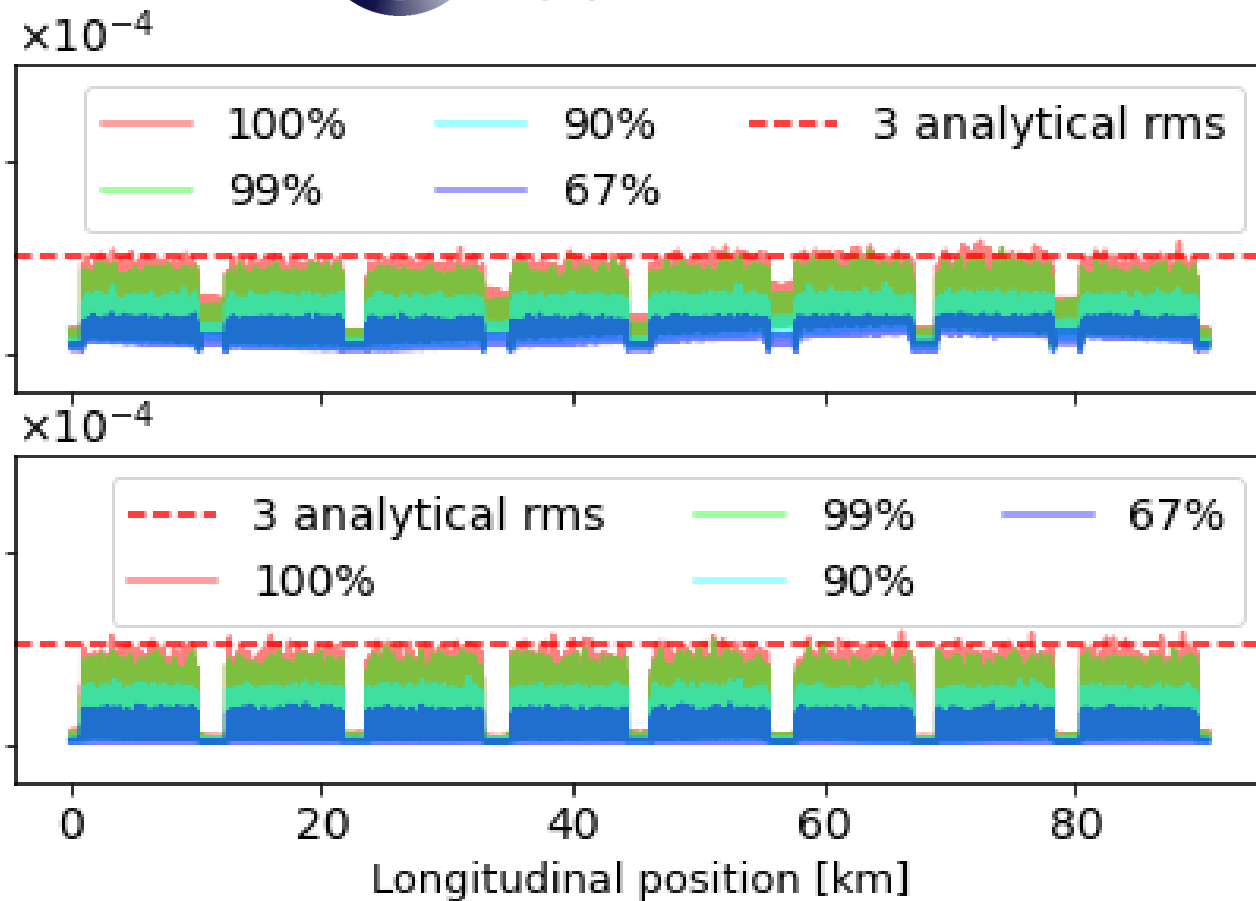 ×10⁻⁴
100% 90% 3 analytical rms
99% 67%
×10⁻⁴
3 analytical rms 99% 67%
100% 90%
0 20 40 60 80
Longitudinal position [km]